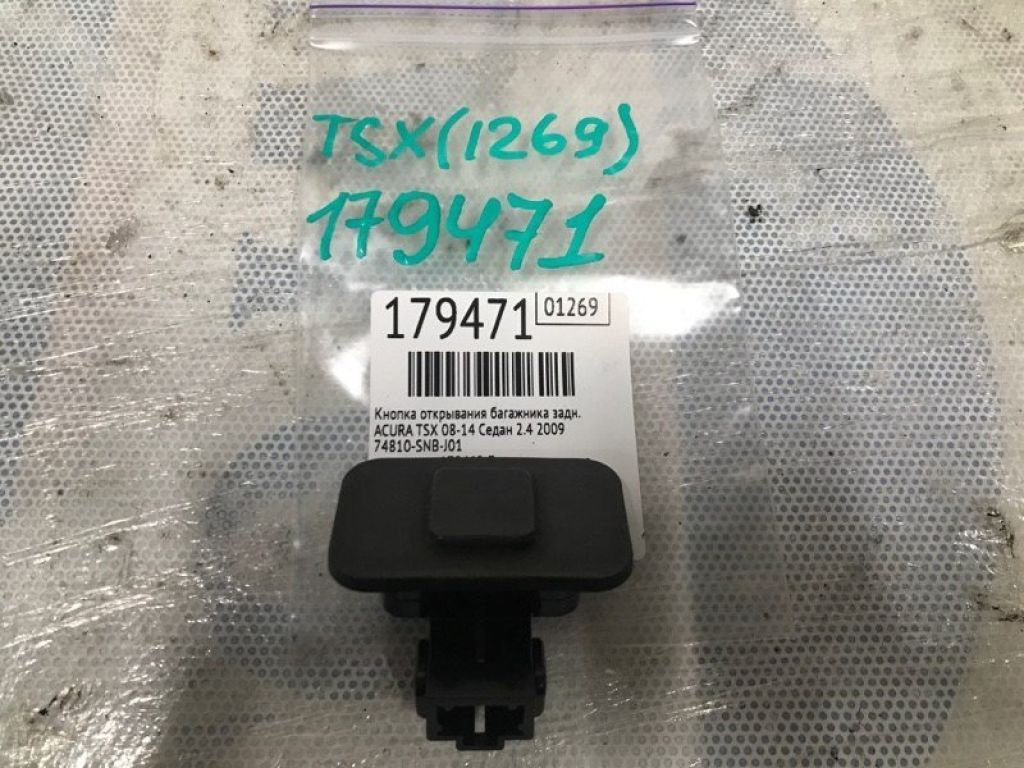 TSX(1269)
179471
179471 01269
Кнопка открывания багажника задн.
ACURA TSX 08-14 Седан 2.4 2009
74810-SNB-J01